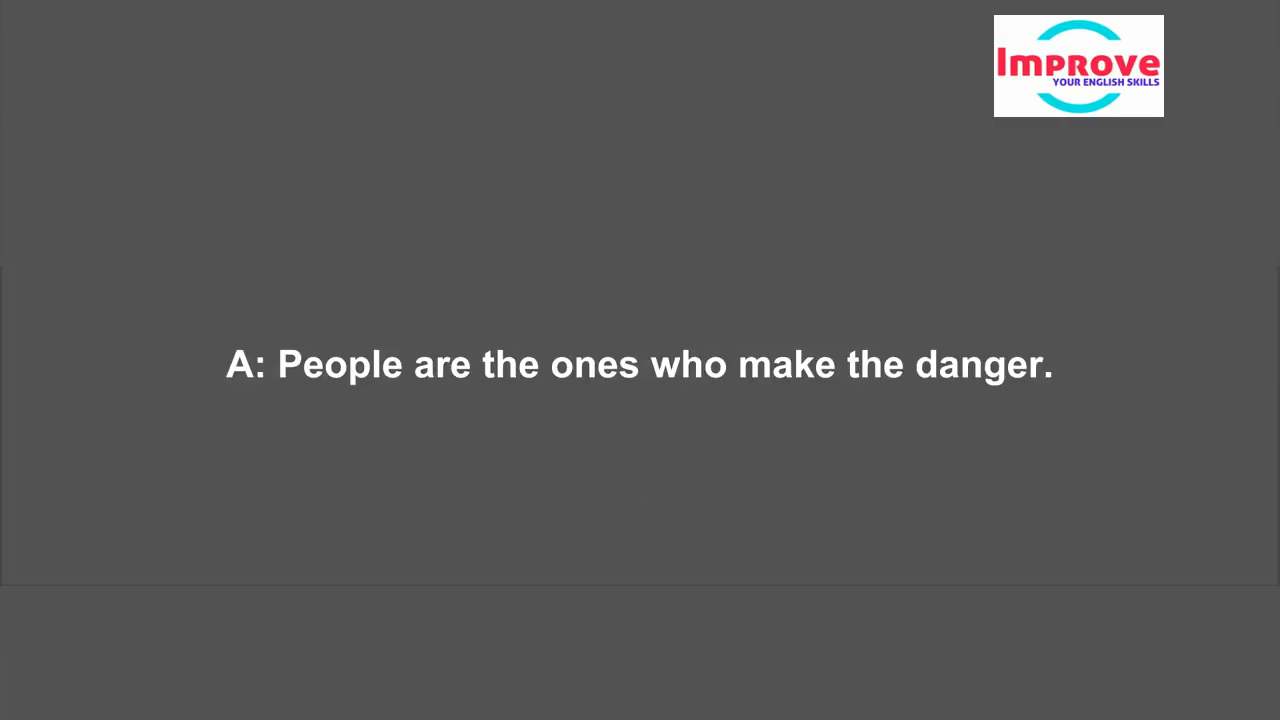 Improve
YOUR ENGLISH SKILLS
A: People are the ones who make the danger.